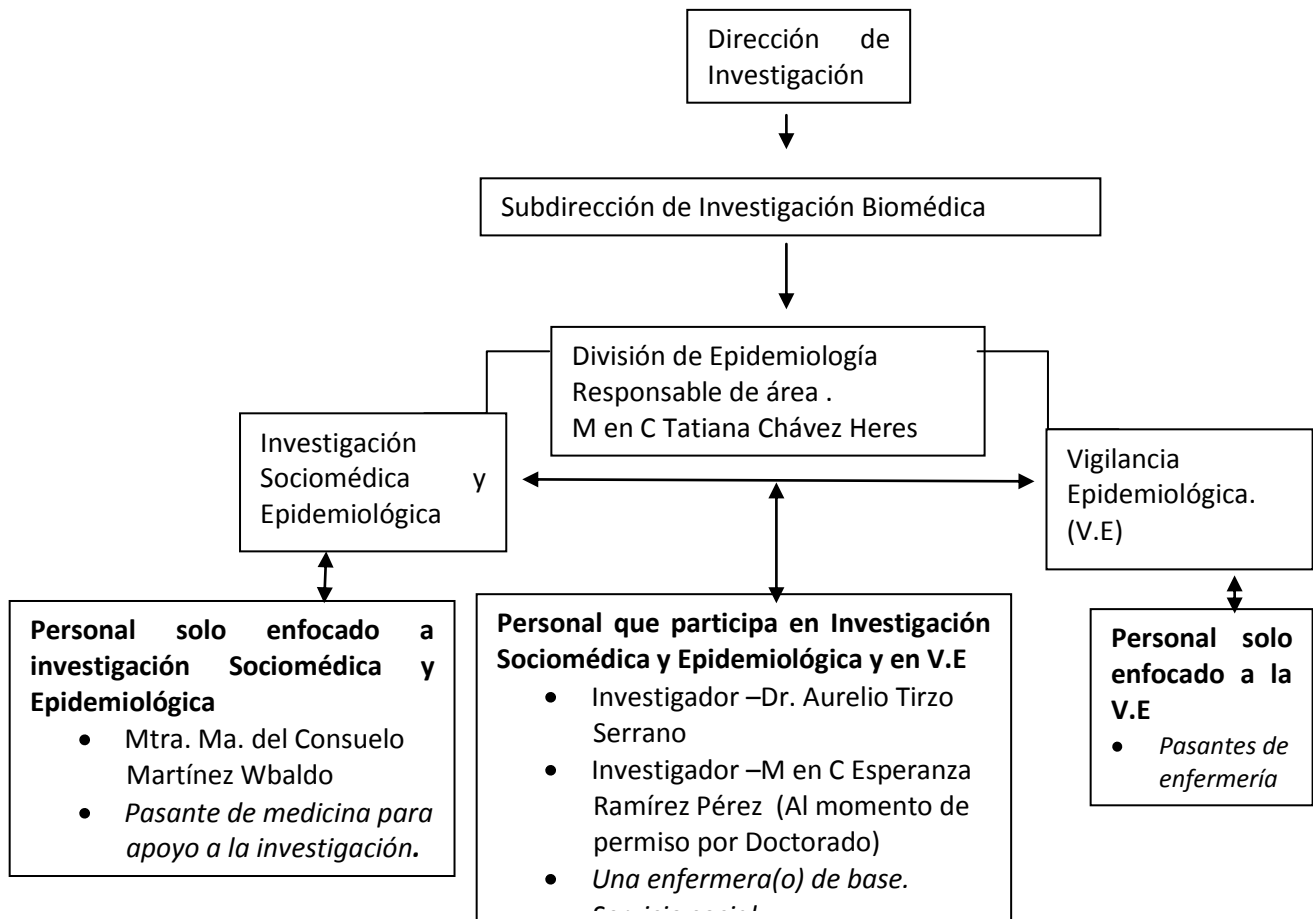 Dirección de
Investigación
Subdirección de Investigación Biomédica
División de Epidemiología
Responsable de área .
M en C Tatiana Chávez Heres
Investigación
Sociomédica y
Epidemiológica
Vigilancia
Epidemiológica.
(V.E)
Personal solo enfocado a
investigación Sociomédica y
Epidemiológica
• Mtra. Ma. del Consuelo
Martínez Wbaldo
• Pasante de medicina para
apoyo a la investigación.
Personal que participa en Investigación
Sociomédica y Epidemiológica y en V.E
• Investigador –Dr. Aurelio Tirzo
Serrano
• Investigador –M en C Esperanza
Ramírez Pérez (Al momento de
permiso por Doctorado)
• Una enfermera(o) de base.
Personal solo
enfocado a la
V.E
• Pasantes de
enfermería